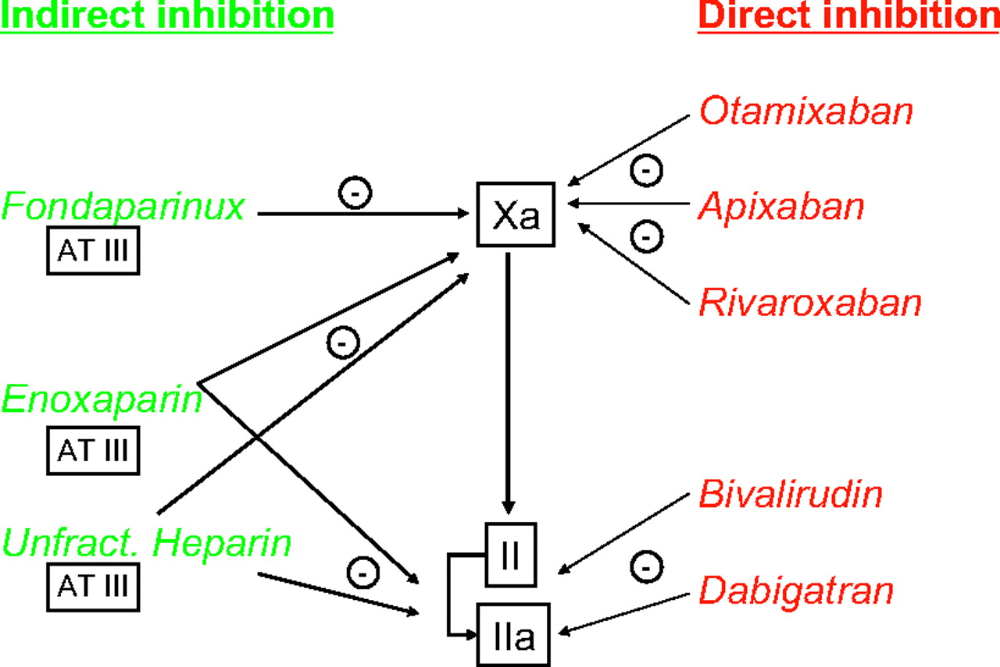 Indirect inhibition
Direct inhibition
Otamixaban
-
Fondaparinux
-
Xa
Apixaban
AT III
-
Rivaroxaban
-
Enoxaparin
AT III
Bivalirudin
Unfract. Heparin
II
-
-
AT III
Dabigatran
IIa